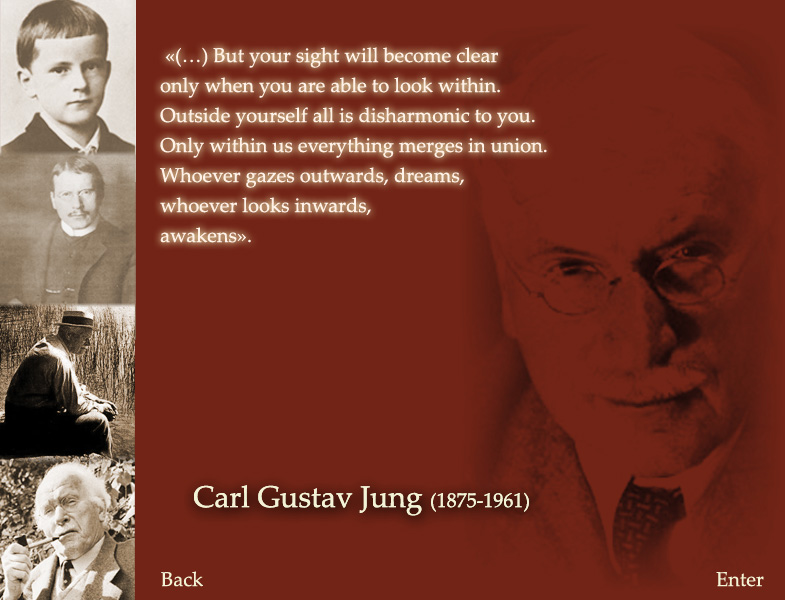 «(…) But your sight will become clear
only when you are able to look within.
Outside yourself all is disharmonic to you.
Only within us everything merges in union.
Whoever gazes outwards, dreams,
whoever looks inwards,
awakens».
Carl Gustav Jung (1875-1961)
Back
Enter